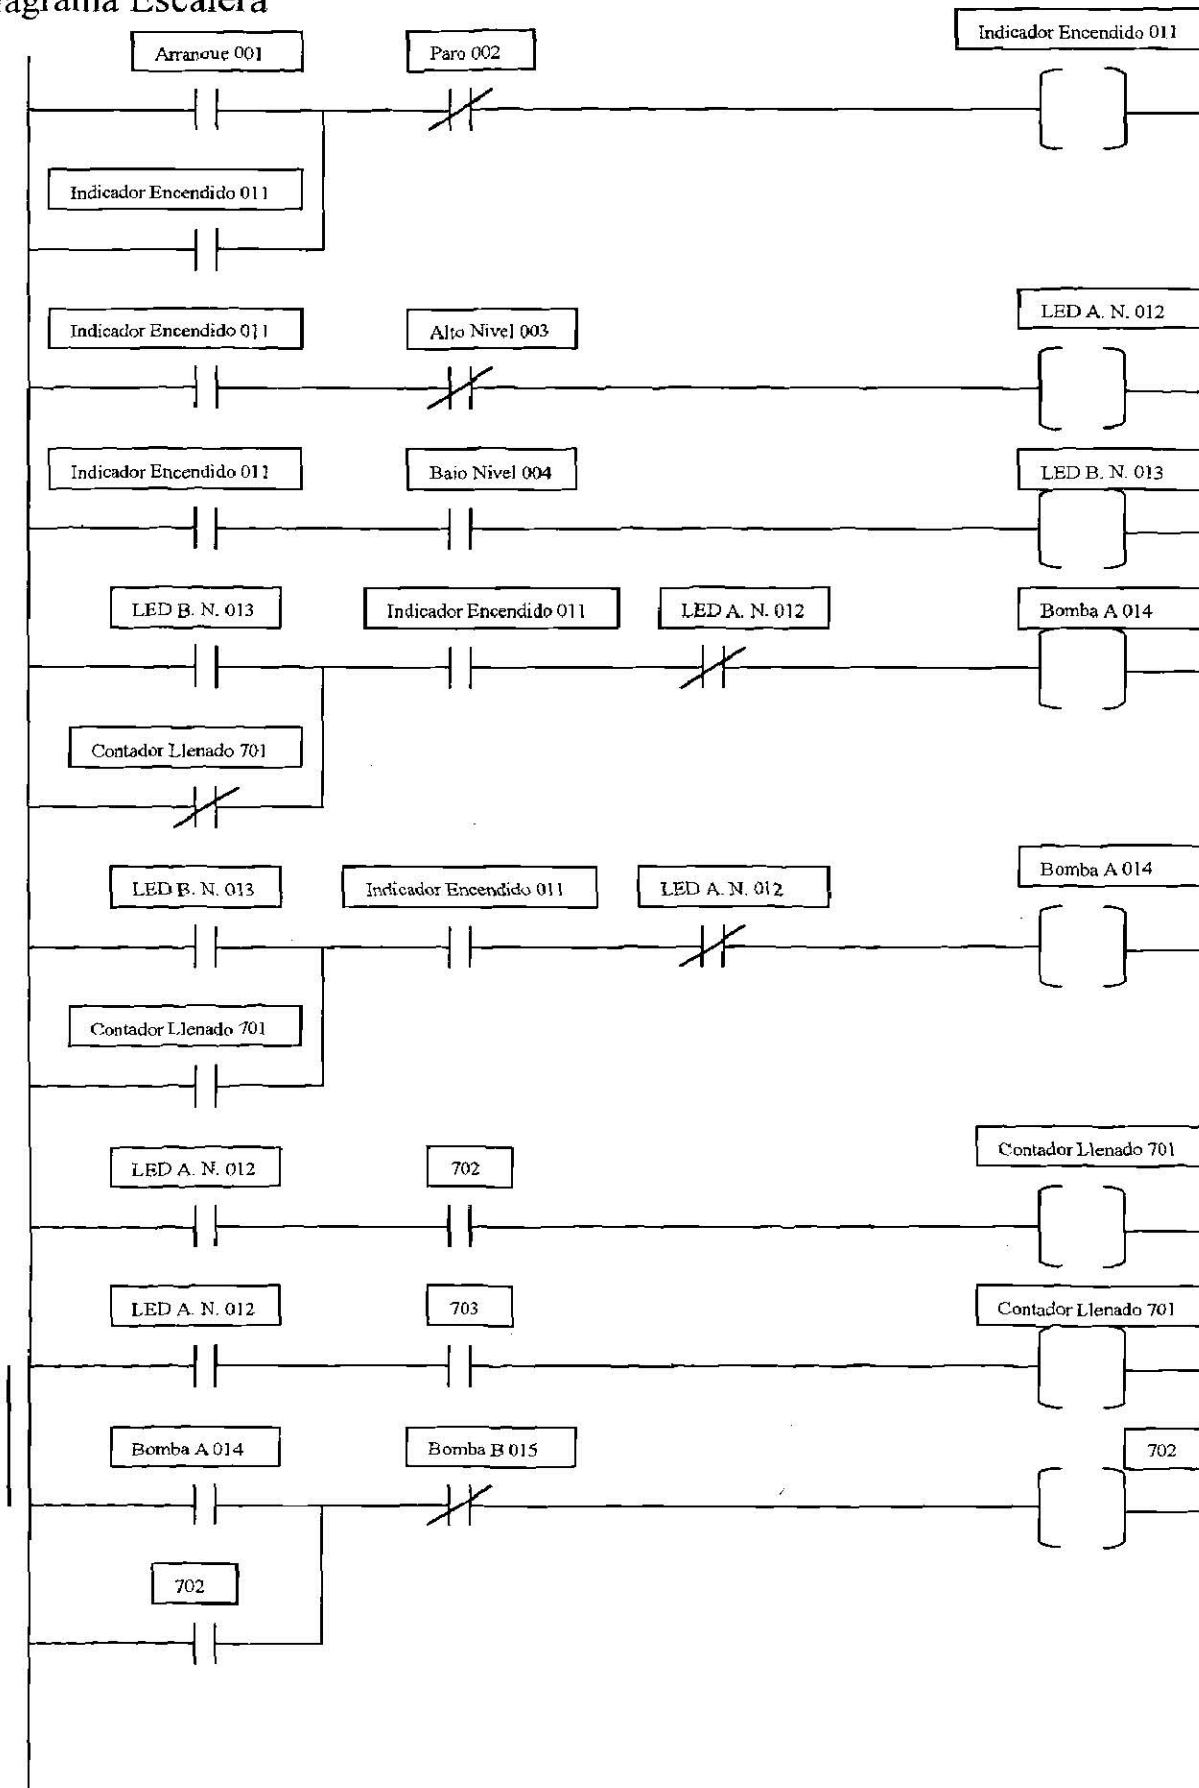 agrama Escalera
Arranque 001
Paro 002
Indicador Encendido 011
Indicador Encendido 011
Indicador Encendido 011
Alto Nivel 003
LED A. N. 012
Indicador Encendido 011
Bajo Nivel 004
LED B. N. 013
LED B. N. 013
Indicador Encendido 011
LED A. N. 012
Bomba A 014
Contador Llenado 701
LED B. N. 013
Indicador Encendido 011
LED A. N. 012
Bomba A 014
Contador Llenado 701
LED A. N. 012
702
Contador Llenado 701
LED A. N. 012
703
Contador Llenado 701
Bomba A 014
Bomba B 015
702
702